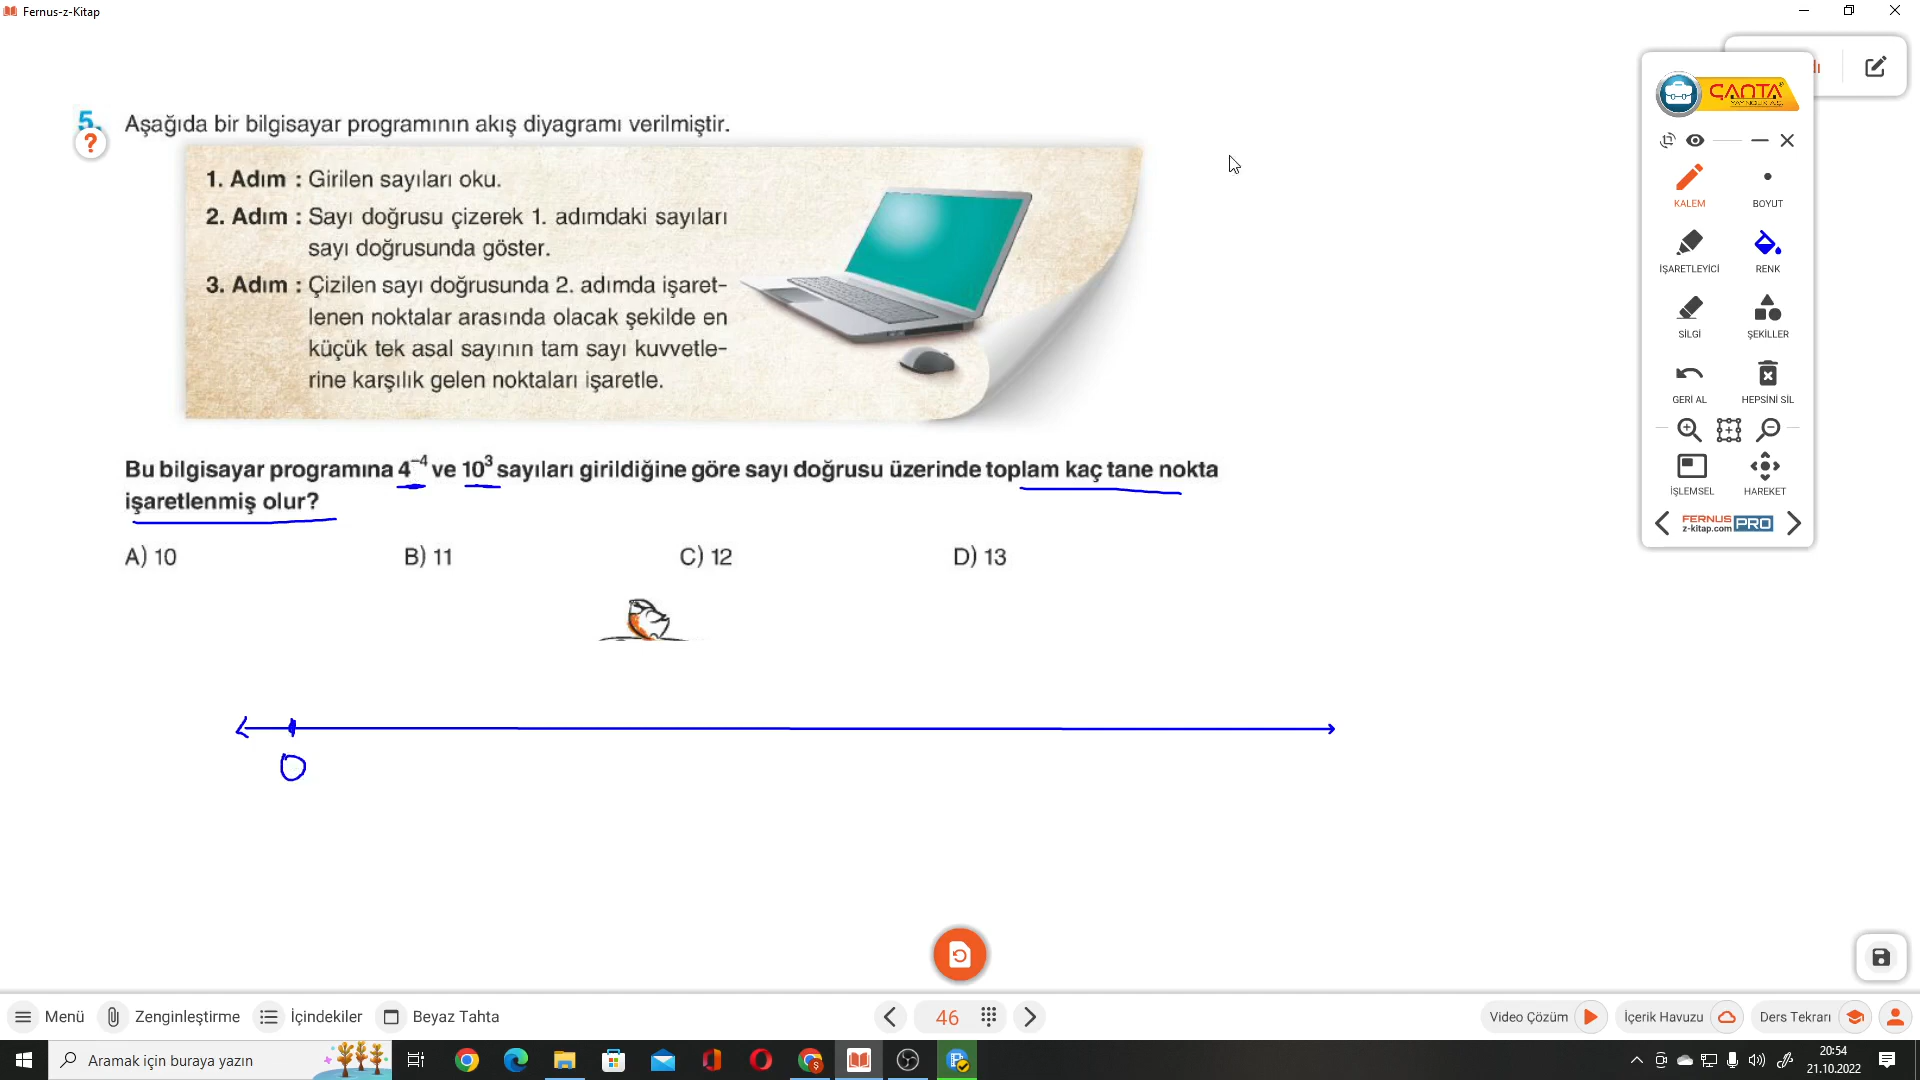 Fernus-z-Kitap
5.
?
Aşağıda bir bilgisayar programının akış diyagramı verilmiştir.
1. Adım : Girilen sayıları oku.
2. Adım : Sayı doğrusu çizerek 1. adımdaki sayıları
sayı doğrusunda göster.
3. Adım : Çizilen sayı doğrusunda 2. adımda işaret-
lenen noktalar arasında olacak şekilde en
küçük tek asal sayının tam sayı kuvvetle-
rine karşılık gelen noktaları işaretle.
Bu bilgisayar programına 4⁻⁴ ve 10³ sayıları girildiğine göre sayı doğrusu üzerinde toplam kaç tane nokta
işaretlenmiş olur?
A) 10 B) 11 C) 12 D) 13
0
ÇANTA
KALEM BOYUT
İŞARETLEYİCİ RENK
SİLGİ ŞEKİLLER
GERİ AL HEPSİNİ SİL
İŞLEMSEL HAREKET
FERNUS
z-kitap.com PRO
Menü Zenginleştirme İçindekiler Beyaz Tahta 46 Video Çözüm İçerik Havuzu Ders Tekrarı
Aramak için buraya yazın
20:54
21.10.2022